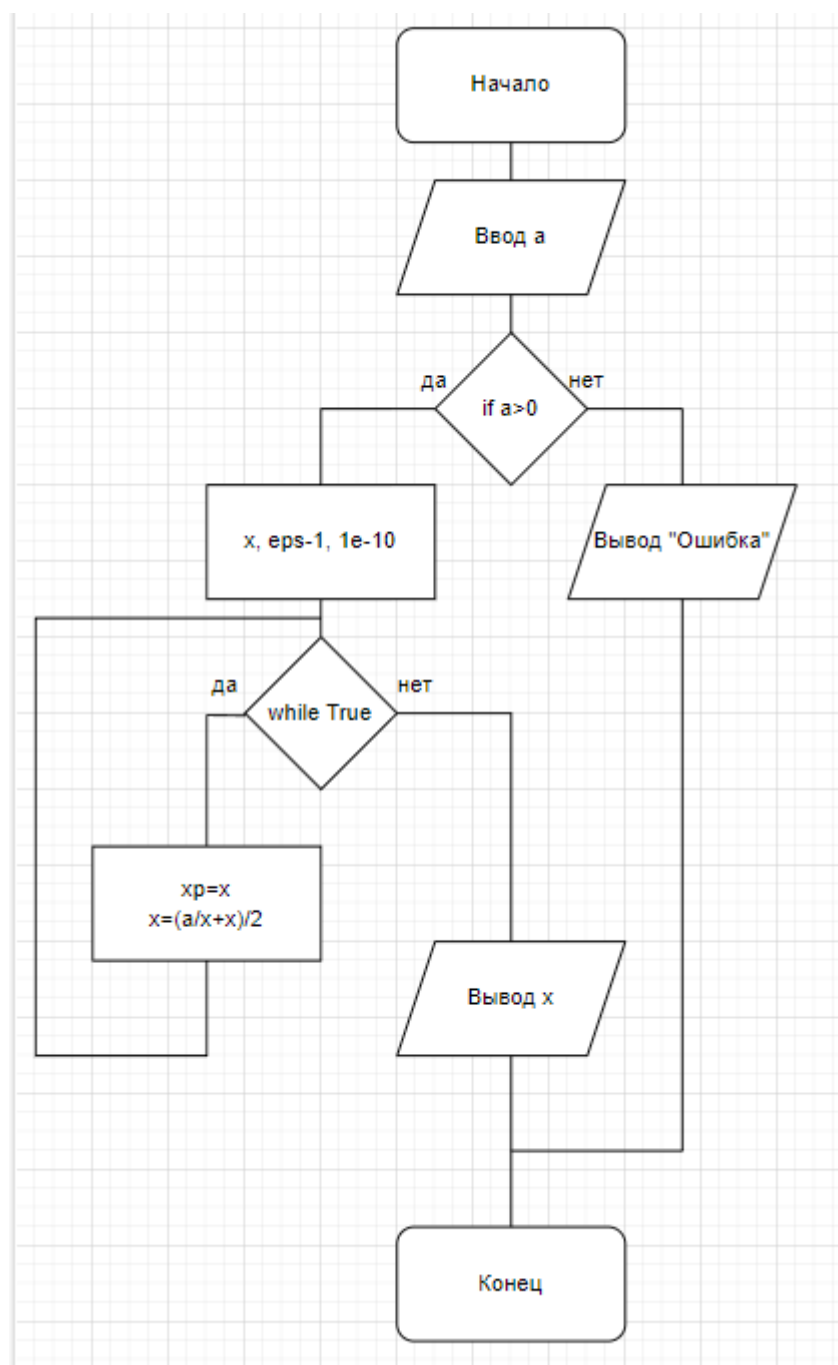 Начало
Ввод a
да
нет
if a>0
x, eps-1, 1e-10
Вывод "Ошибка"
да
нет
while True
xp=x
x=(a/x+x)/2
Вывод x
Конец